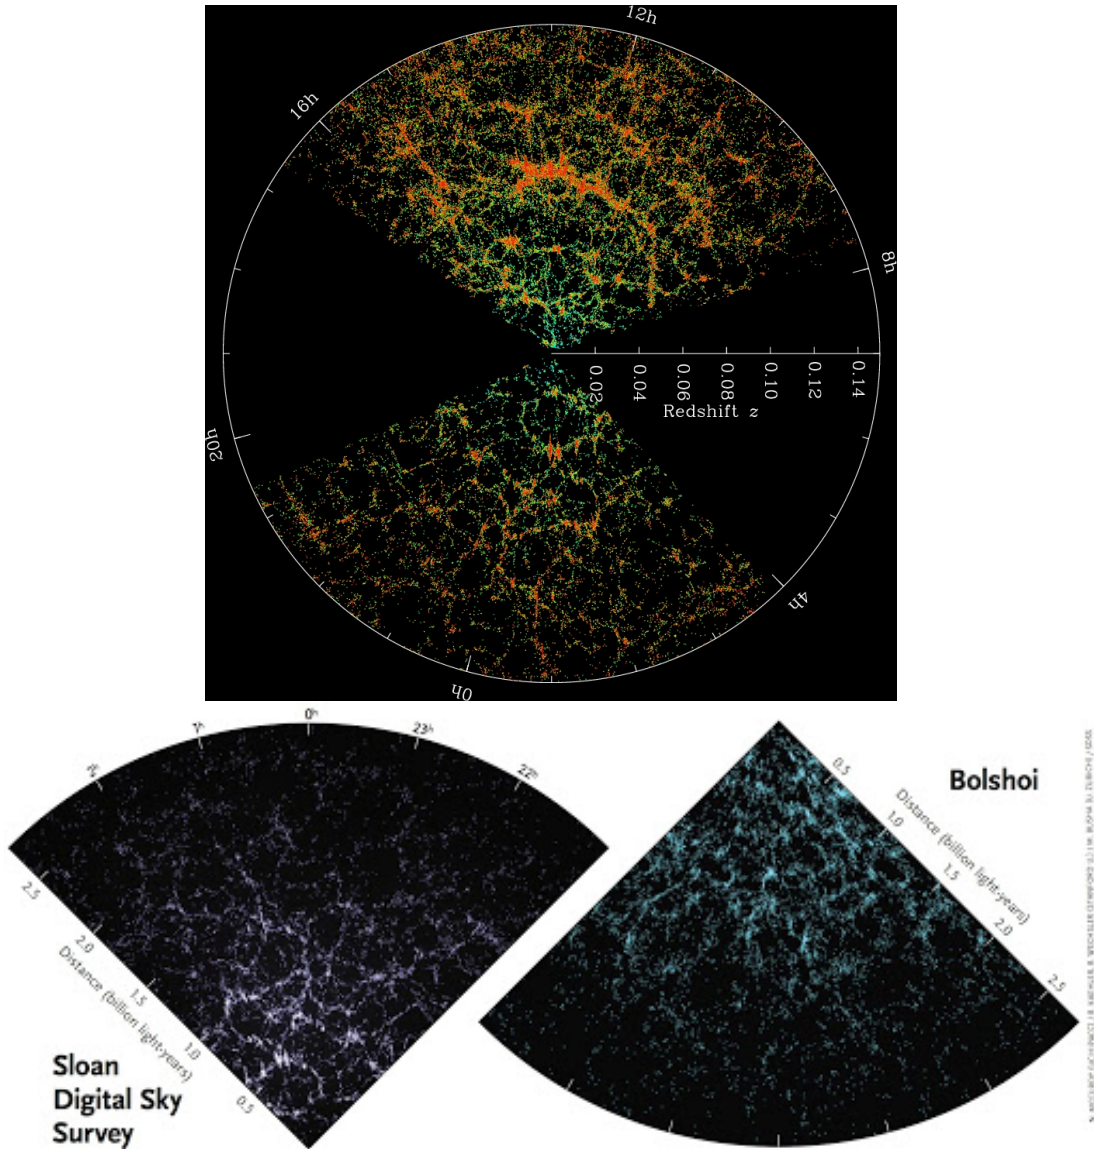 12h
16h
8h
0.02
0.04
0.06
0.08
0.10
0.12
0.14
Redshift z
20h
4h
0h
0h
23h
22h
2.5
2.0
1.5
1.0
0.5
Distance (billion light-years)
Sloan
Digital Sky
Survey
Bolshoi
0.5
1.0
1.5
2.0
2.5
Distance (billion light-years)